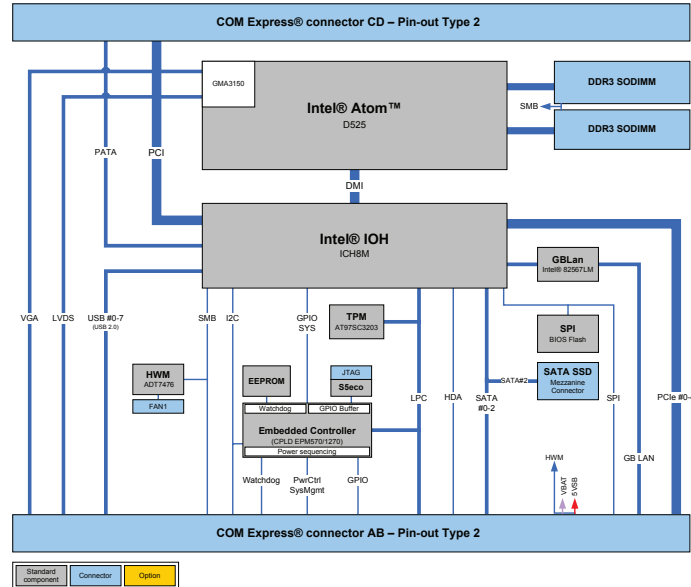 COM Express® connector CD – Pin-out Type 2
GMA3150
Intel® Atom™
D525
DDR3 SODIMM
SMB
DDR3 SODIMM
PATA
PCI
DMI
Intel® IOH
ICH8M
GBLan
Intel® 82567LM
VGA
LVDS
USB #0-7
(USB 2.0)
SMB
I2C
GPIO
SYS
TPM
AT97SC3203
SPI
BIOS Flash
HWM
ADT7476
FAN1
EEPROM
JTAG
S5eco
LPC
HDA
SATA
#0-2
SATA#2
SATA SSD
Mezzanine
Connector
SPI
PCIe #0-
Watchdog
GPIO Buffer
Embedded Controller
(CPLD EPM570/1270)
Power sequencing
Watchdog
PwrCtrl
SysMgmt
GPIO
HWM
VBAT
5VSB
GB LAN
COM Express® connector AB – Pin-out Type 2
Standard
component
Connector
Option